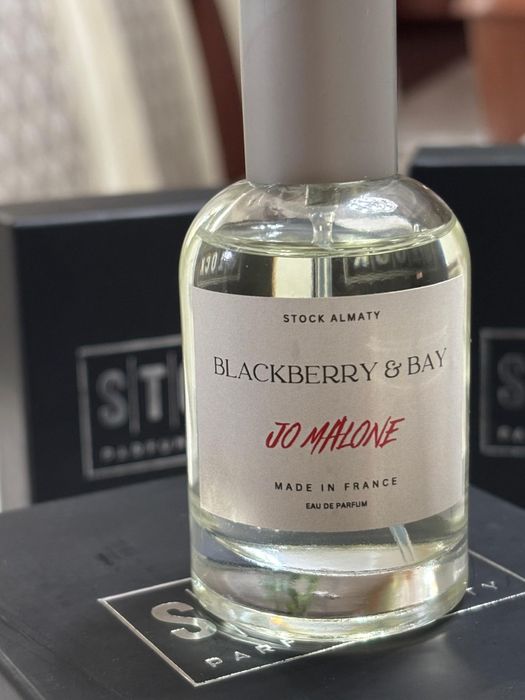 STOCK ALMATY
BLACKBERRY & BAY
JO MALONE
MADE IN FRANCE
EAU DE PARFUM